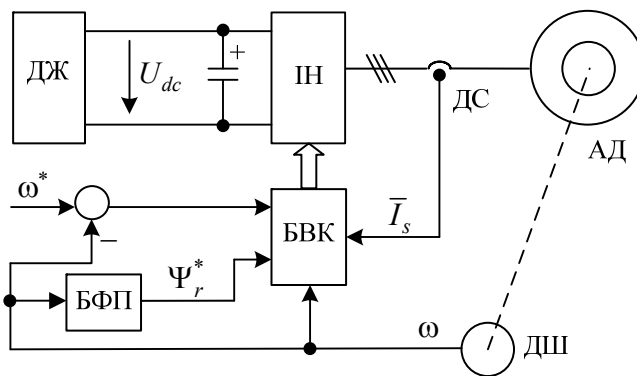 ДЖ
U_dc
+
ІН
ДС
АД
ω*
−
БВК
Ī_s
БФП
Ψ_r^*
ω
ДШ